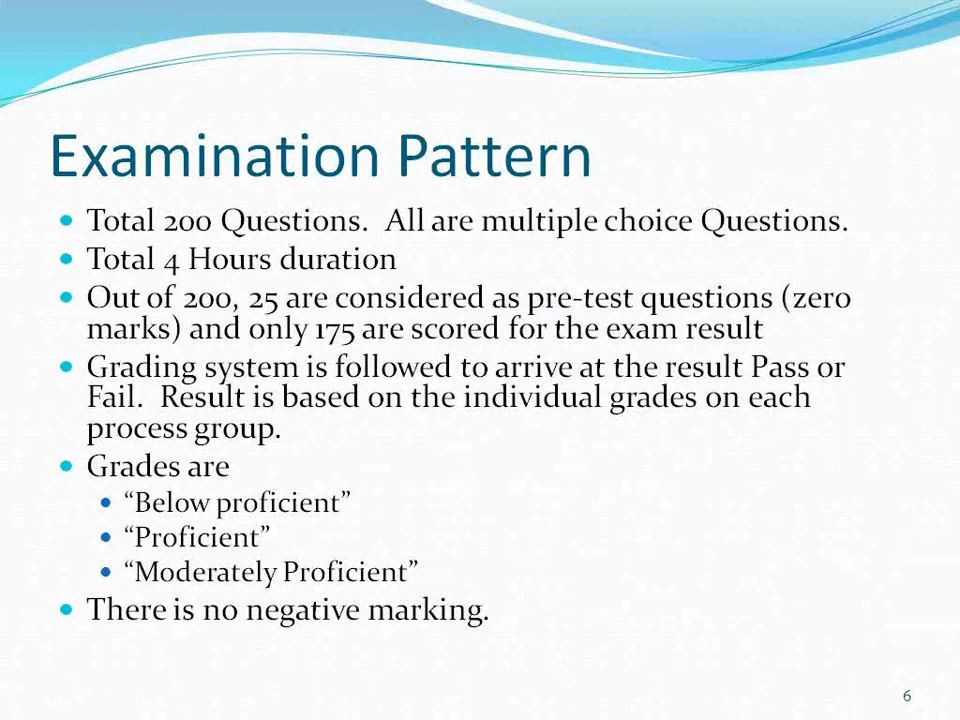 Examination Pattern
Total 200 Questions.  All are multiple choice Questions.
Total 4 Hours duration
Out of 200, 25 are considered as pre-test questions (zero
marks) and only 175 are scored for the exam result
Grading system is followed to arrive at the result Pass or
Fail.  Result is based on the individual grades on each
process group.
Grades are
“Below proficient”
“Proficient”
“Moderately Proficient”
There is no negative marking.
6